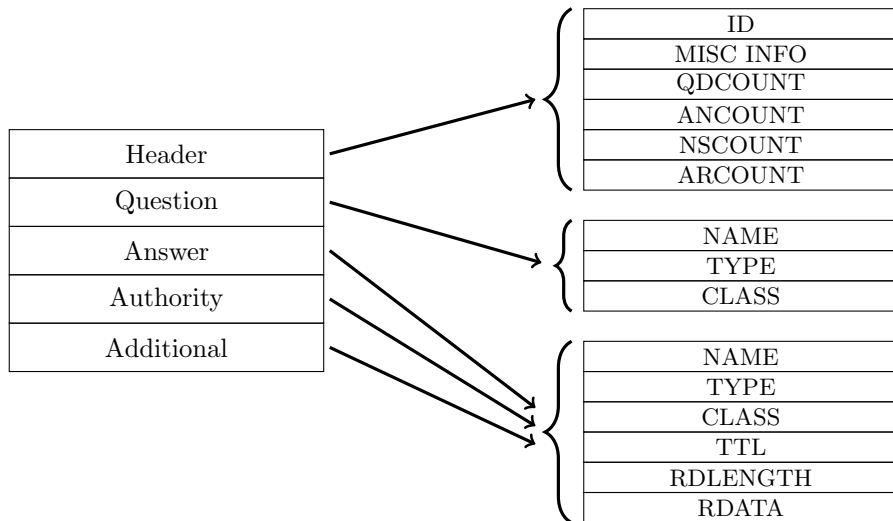 Header
Question
Answer
Authority
Additional
ID
MISC INFO
QDCOUNT
ANCOUNT
NSCOUNT
ARCOUNT
NAME
TYPE
CLASS
NAME
TYPE
CLASS
TTL
RDLENGTH
RDATA